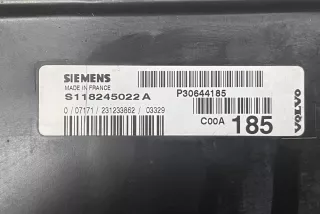 SIEMENS
MADE IN FRANCE
S118245022 A
P30644185
0 / 07171 / 231233862 / 03329
C00A 185
VOLVO